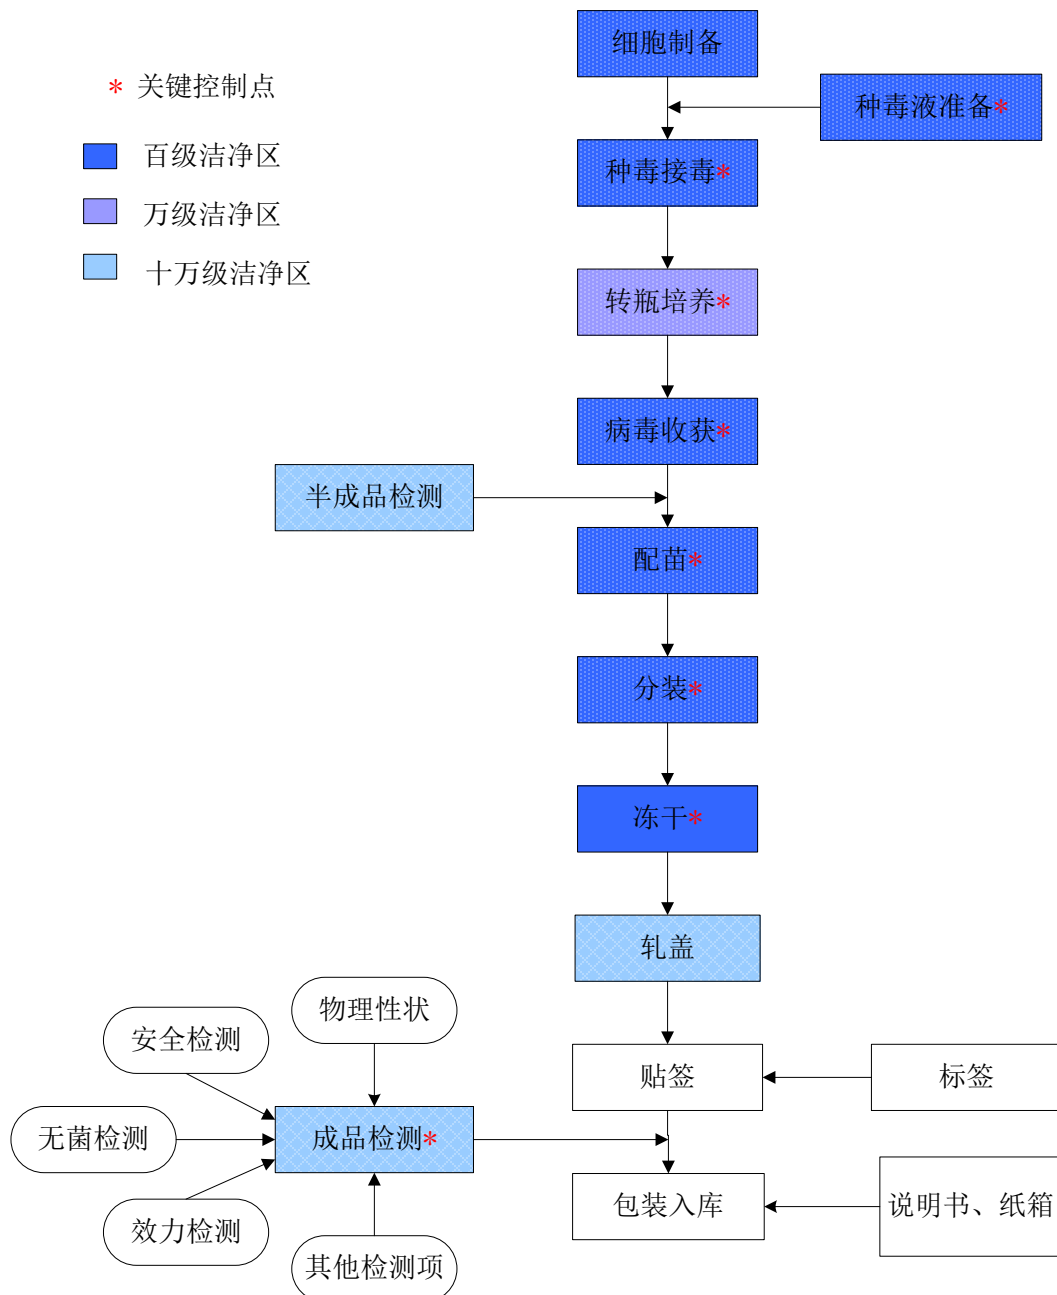 细胞制备
* 关键控制点
种毒液准备*
百级洁净区
种毒接毒*
万级洁净区
十万级洁净区
转瓶培养*
病毒收获*
半成品检测
配苗*
分装*
冻干*
轧盖
物理性状
安全检测
贴签
标签
无菌检测
成品检测*
包装入库
说明书、纸箱
效力检测
其他检测项